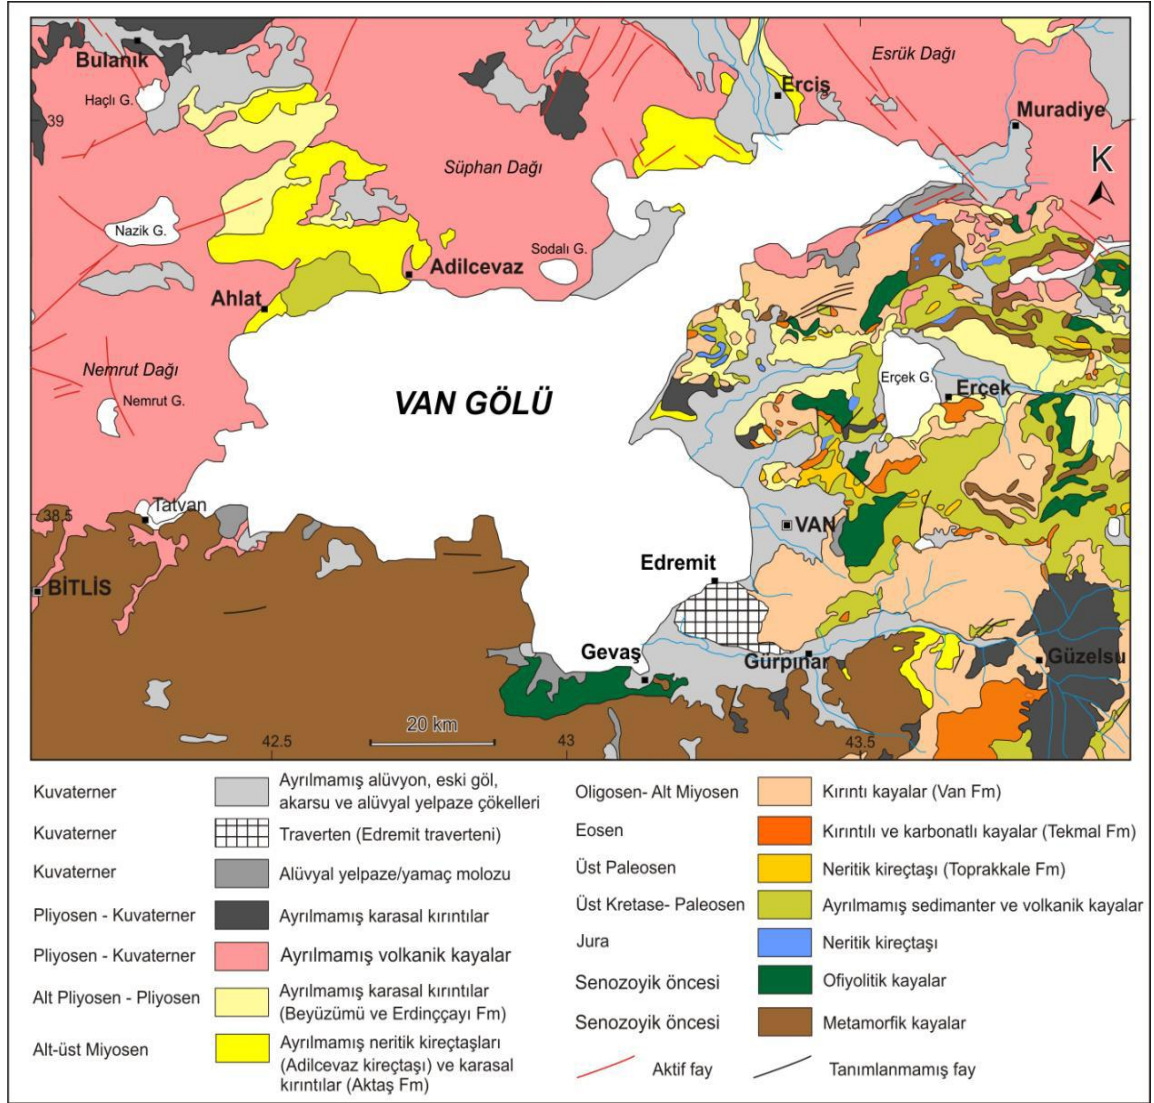 Bulanık
Haçlı G.
39
Erciş
Esrük Dağı
Muradiye
K
Süphan Dağı
Nazik G.
Sodalı G.
Adilcevaz
Ahlat
Nemrut Dağı
Nemrut G.
VAN GÖLÜ
Erçek G.
Erçek
Tatvan
38.5
VAN
BİTLİS
Edremit
Gevaş
Gürpınar
Güzelsu
20 km
42.5
43
43.5
Kuvaterner
Ayrılmamış alüvyon, eski göl,
akarsu ve alüvyal yelpaze çökelleri
Kuvaterner
Traverten (Edremit traverteni)
Kuvaterner
Alüvyal yelpaze/yamaç molozu
Pliyosen - Kuvaterner
Ayrılmamış karasal kırıntılar
Pliyosen - Kuvaterner
Ayrılmamış volkanik kayalar
Alt Pliyosen - Pliyosen
Ayrılmamış karasal kırıntılar
(Beyüzümü ve Erdinççayı Fm)
Alt-üst Miyosen
Ayrılmamış neritik kireçtaşları
(Adilcevaz kireçtaşı) ve karasal
kırıntılar (Aktaş Fm)
Oligosen- Alt Miyosen
Kırıntı kayalar (Van Fm)
Eosen
Kırıntılı ve karbonatlı kayalar (Tekmal Fm)
Üst Paleosen
Neritik kireçtaşı (Toprakkale Fm)
Üst Kretase- Paleosen
Ayrılmamış sedimanter ve volkanik kayalar
Jura
Neritik kireçtaşı
Senozoyik öncesi
Ofiyolitik kayalar
Senozoyik öncesi
Metamorfik kayalar
Aktif fay
Tanımlanmamış fay